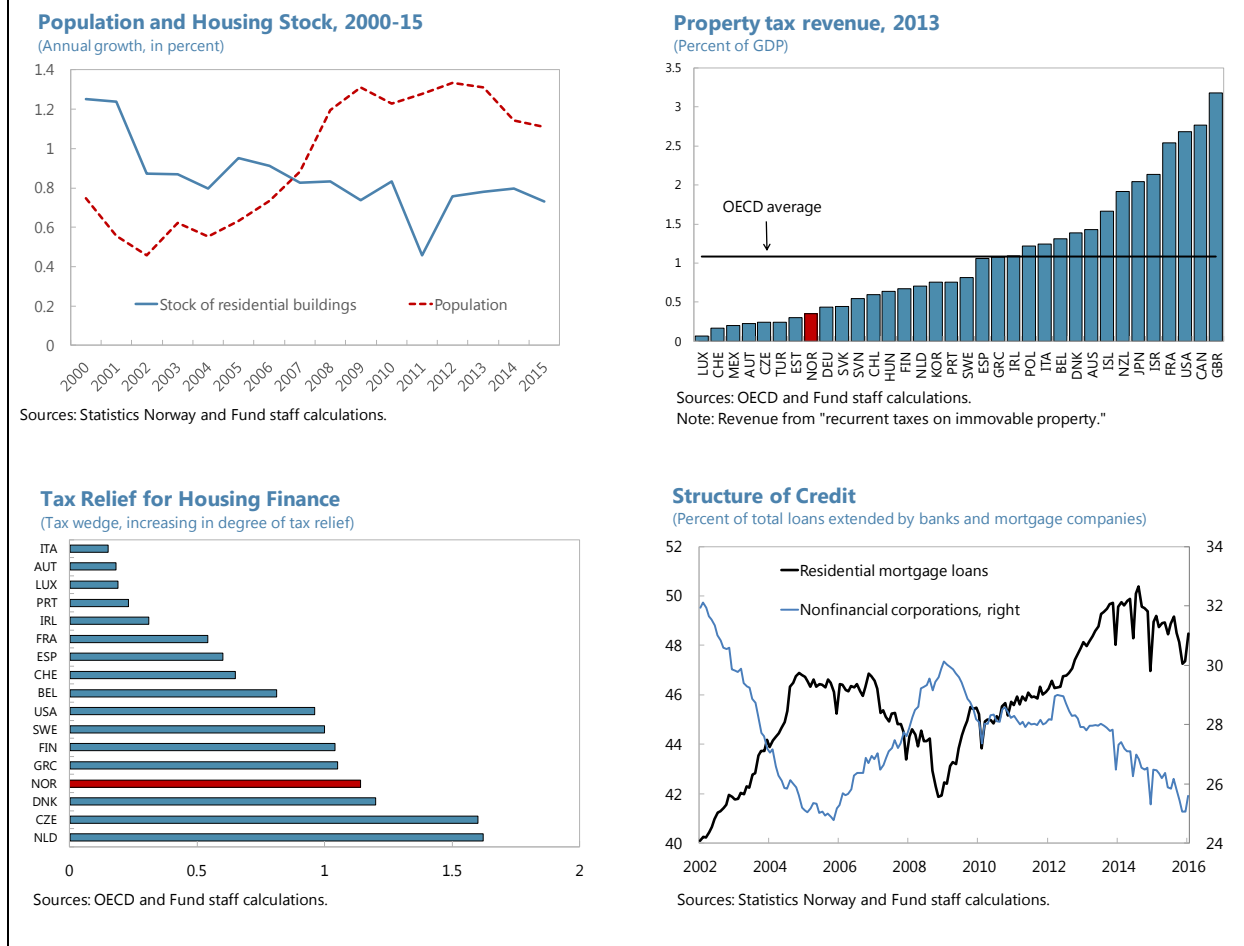 Population and Housing Stock, 2000-15
(Annual growth, in percent)
1.4
1.2
1
0.8
0.6
0.4
0.2
0
Stock of residential buildings
Population
2000
2001
2002
2003
2004
2005
2006
2007
2008
2009
2010
2011
2012
2013
2014
2015
Sources: Statistics Norway and Fund staff calculations.
Property tax revenue, 2013
(Percent of GDP)
3.5
3
2.5
2
1.5
1
0.5
0
OECD average
LUX
CHE
MEX
AUT
CZE
TUR
EST
NOR
DEU
SVK
SVN
CHL
HUN
FIN
NLD
KOR
PRT
SWE
ESP
GRC
IRL
POL
ITA
BEL
DNK
AUS
ISL
NZL
JPN
ISR
FRA
USA
CAN
GBR
Sources: OECD and Fund staff calculations.
Note: Revenue from "recurrent taxes on immovable property."
Tax Relief for Housing Finance
(Tax wedge, increasing in degree of tax relief)
ITA
AUT
LUX
PRT
IRL
FRA
ESP
CHE
BEL
USA
SWE
FIN
GRC
NOR
DNK
CZE
NLD
0
0.5
1
1.5
2
Sources: OECD and Fund staff calculations.
Structure of Credit
(Percent of total loans extended by banks and mortgage companies)
52
50
48
46
44
42
40
Residential mortgage loans
Nonfinancial corporations, right
34
32
30
28
26
24
2002
2004
2006
2008
2010
2012
2014
2016
Sources: Statistics Norway and Fund staff calculations.